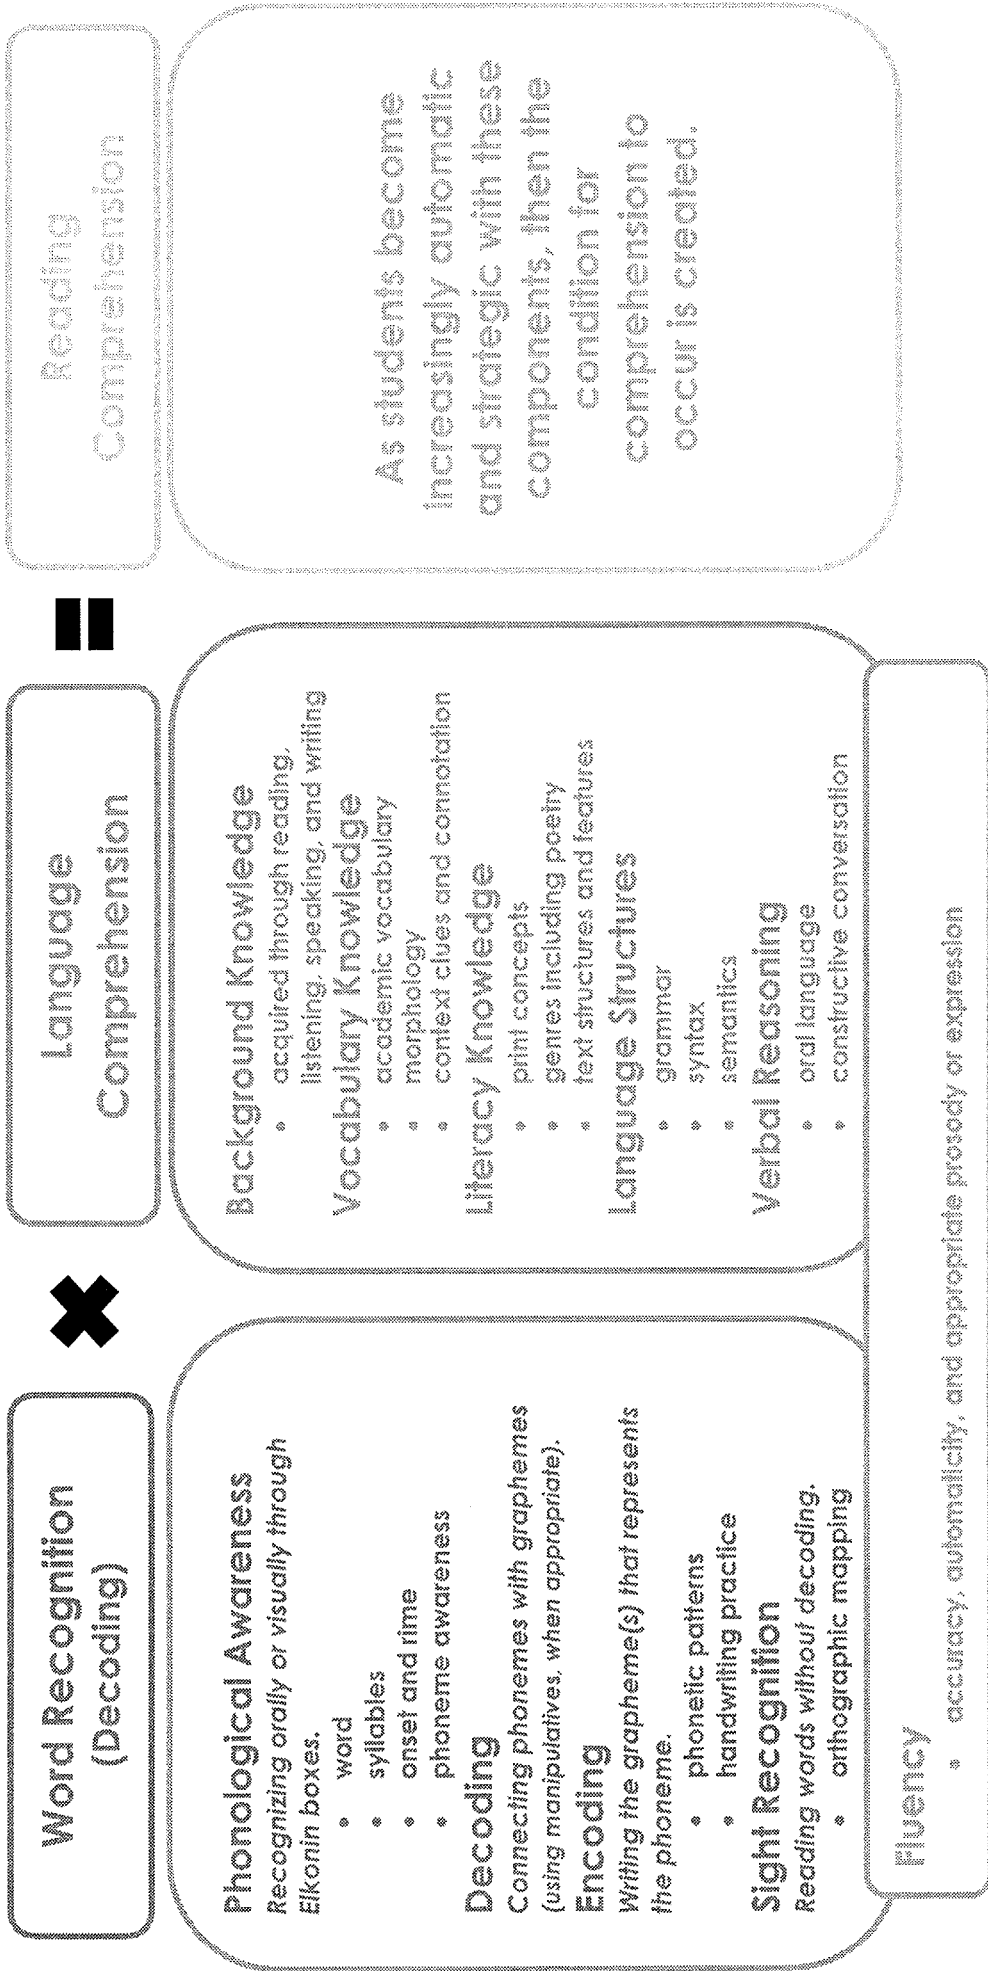 Word Recognition
(Decoding)
Phonological Awareness
Recognizing orally or visually through
Elkonin boxes.
• word
• syllables
• onset and rime
• phoneme awareness
Decoding
Connecting phonemes with graphemes
(using manipulatives, when appropriate).
Encoding
Writing the grapheme(s) that represents
the phoneme.
• phonetic patterns
• handwriting practice
Sight Recognition
Reading words without decoding.
• orthographic mapping
✖
Language
Comprehension
Background Knowledge
• acquired through reading,
listening, speaking, and writing
Vocabulary Knowledge
• academic vocabulary
• morphology
• context clues and connotation
Literacy Knowledge
• print concepts
• genres including poetry
• text structures and features
Language Structures
• grammar
• syntax
• semantics
Verbal Reasoning
• oral language
• constructive conversation
=
Reading
Comprehension
As students become
increasingly automatic
and strategic with these
components, then the
condition for
comprehension to
occur is created.
Fluency
• accuracy, automaticity, and appropriate prosody or expression